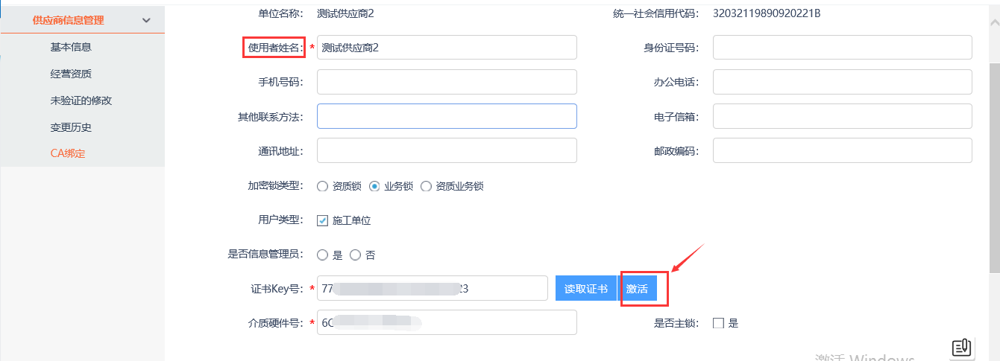 供应商信息管理
基本信息
经营资质
未验证的修改
变更历史
CA绑定
单位名称： 测试供应商2 统一社会信用代码： 32032119890920221B
使用者姓名： * 测试供应商2 身份证号码：
手机号码： 办公电话：
其他联系方法： 电子信箱：
通讯地址： 邮政编码：
加密锁类型： 资质锁 业务锁 资质业务锁
用户类型： 施工单位
是否信息管理员： 是 否
证书Key号： * 77 23 读取证书 激活
介质硬件号： * 6C 是否主锁： 是
激活 Windows